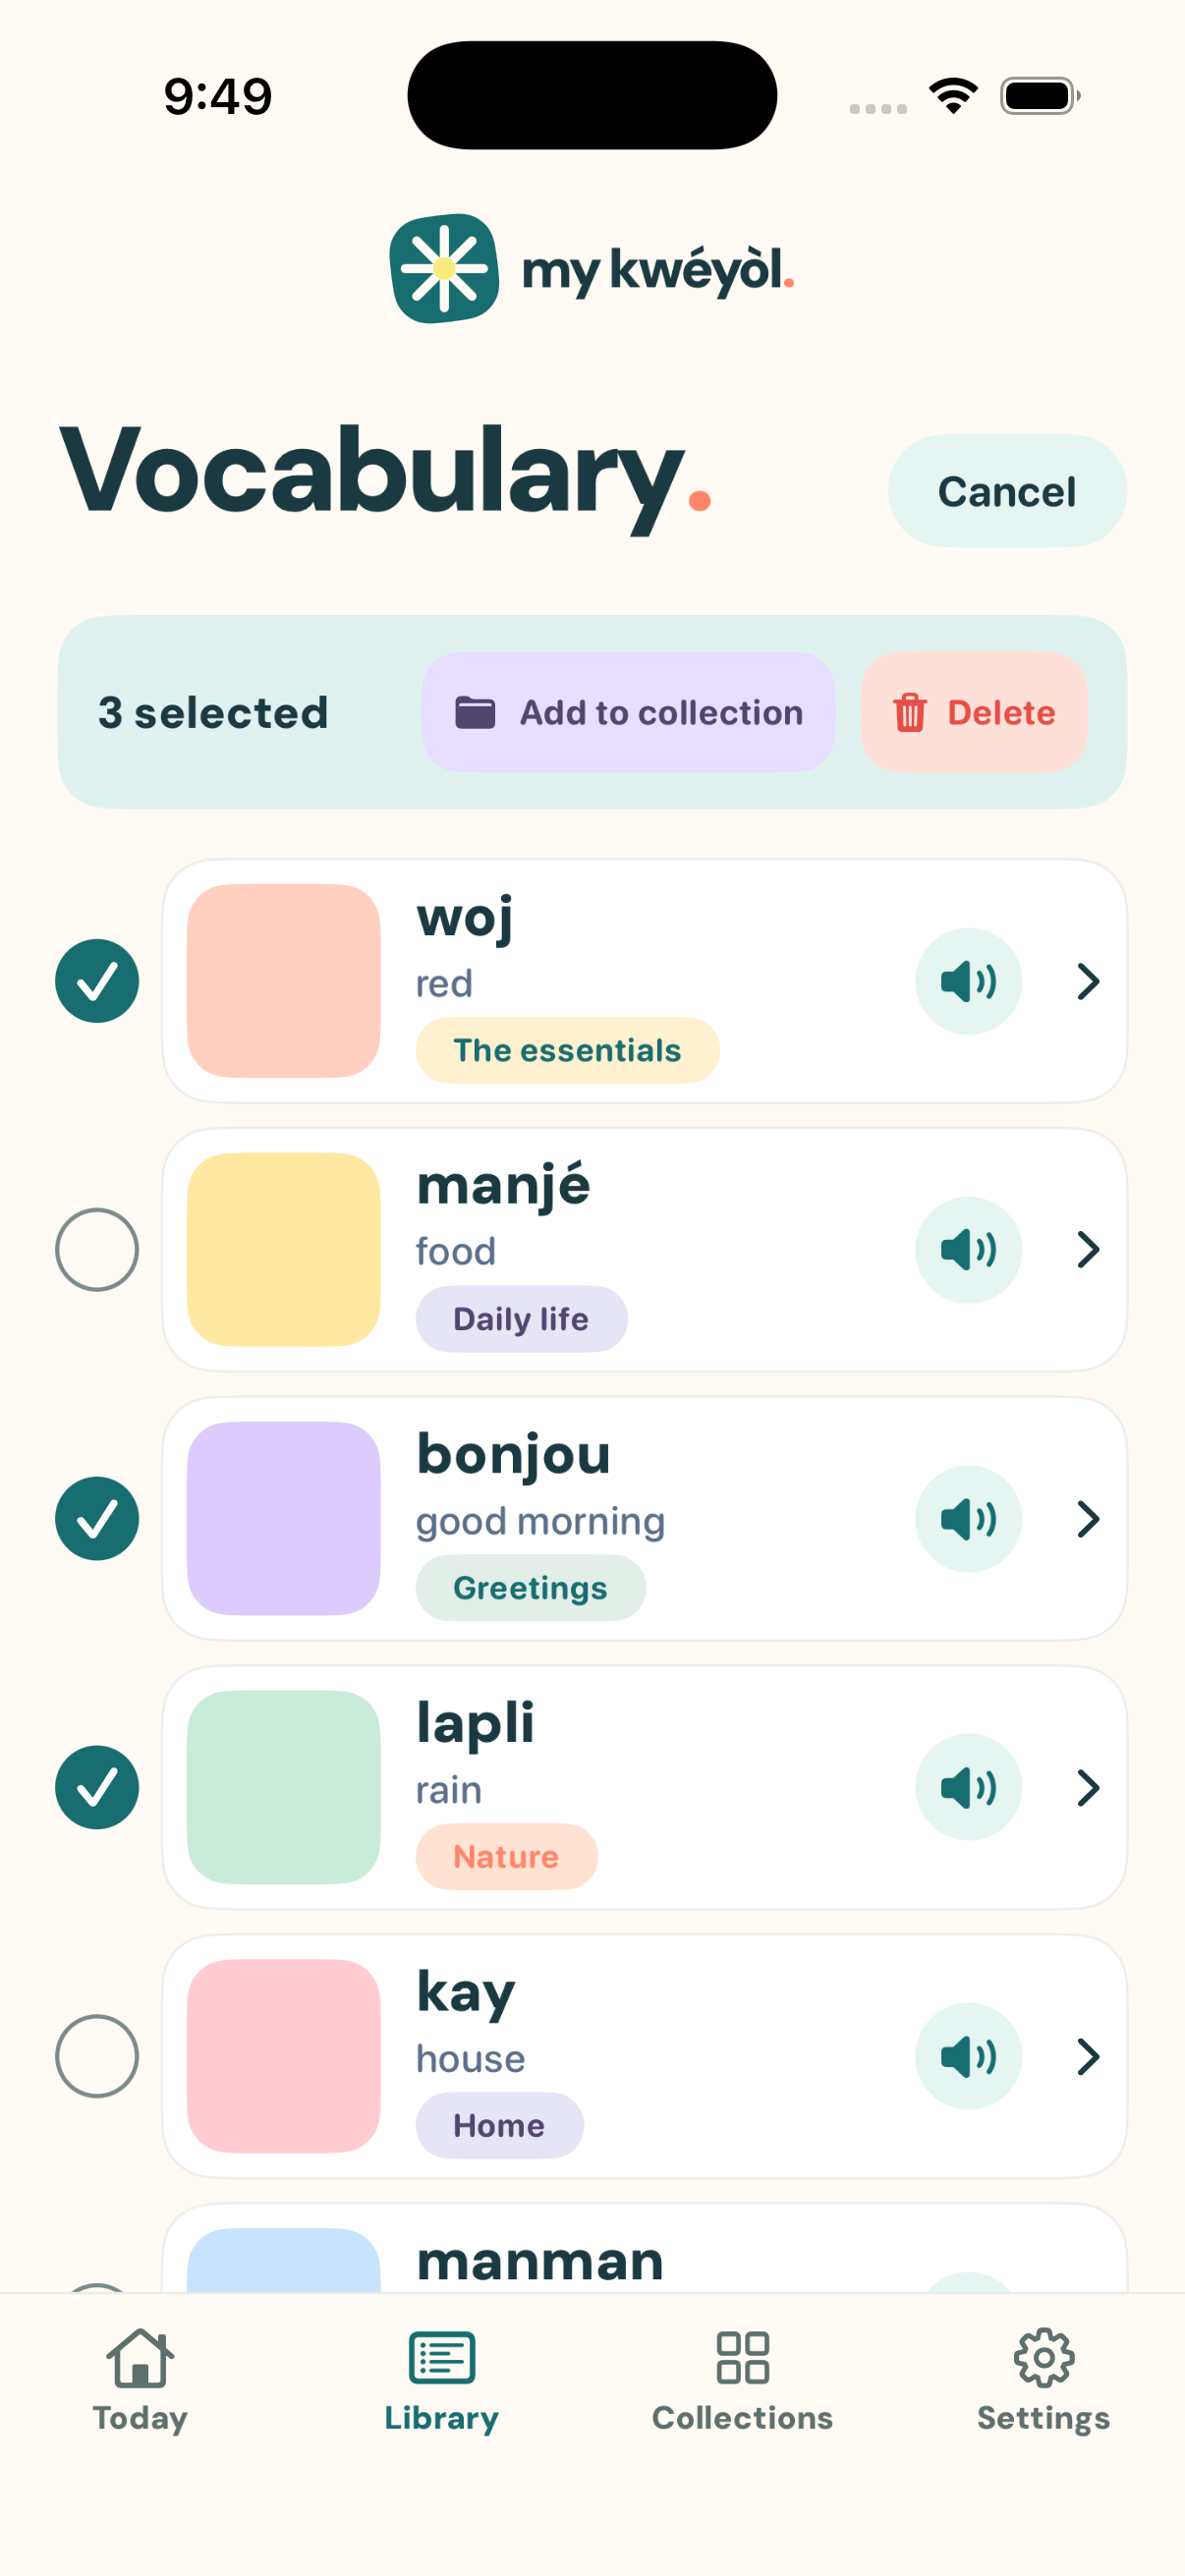 9:49
my kwéyòl.
Vocabulary.
Cancel
3 selected
Add to collection
Delete
woj
red
The essentials
manjé
food
Daily life
bonjou
good morning
Greetings
lapli
rain
Nature
kay
house
Home
manman
Today
Library
Collections
Settings